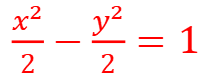 x²/2 − y²/2 = 1